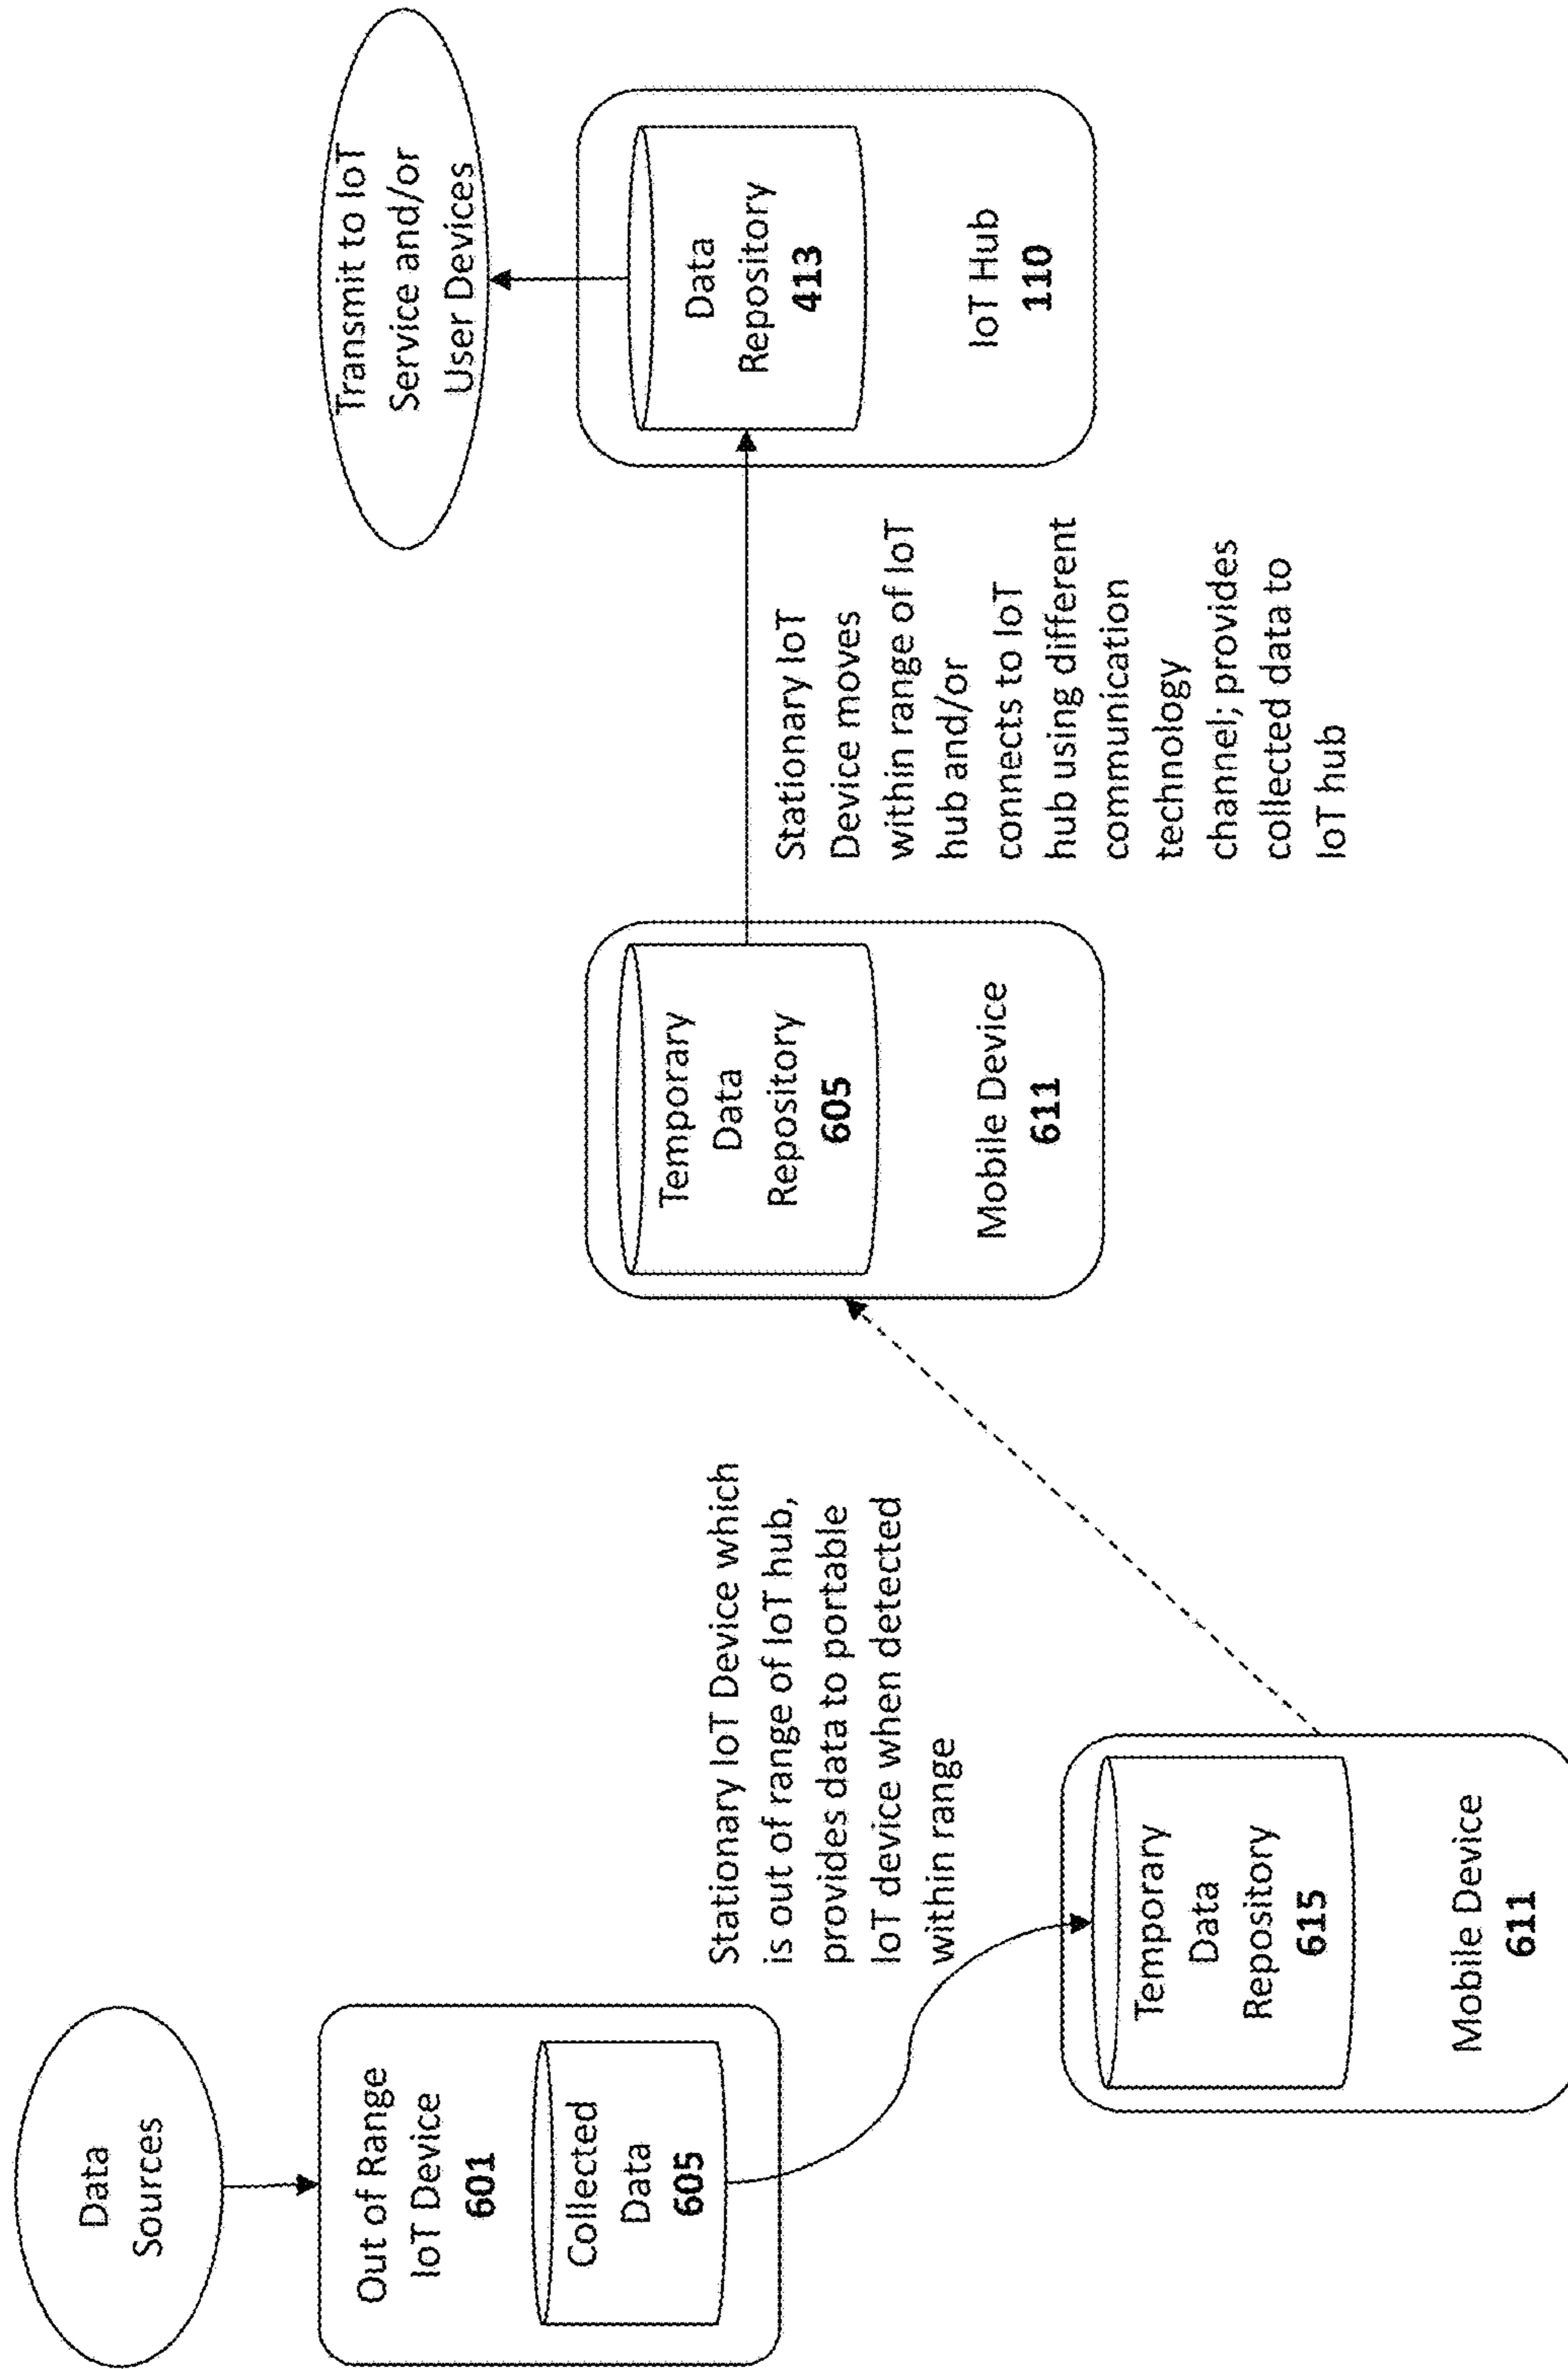 Data
Sources
Out of Range
IoT Device
601
Collected
Data
605
Stationary IoT Device which
is out of range of IoT hub,
provides data to portable
IoT device when detected
within range
Temporary
Data
Repository
615
Mobile Device
611
Temporary
Data
Repository
605
Mobile Device
611
Stationary IoT
Device moves
within range of IoT
hub and/or
connects to IoT
hub using different
communication
technology
channel; provides
collected data to
IoT hub
Transmit to IoT
Service and/or
User Devices
Data
Repository
413
IoT Hub
110